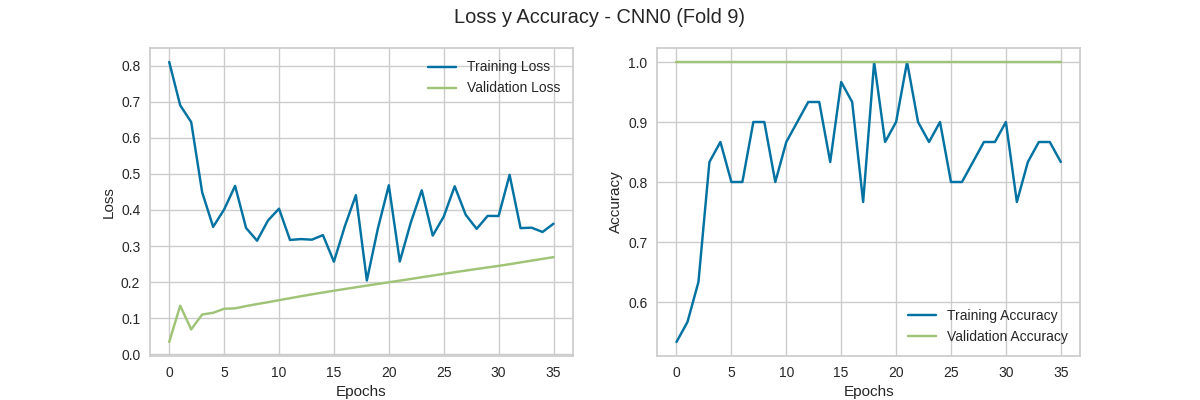 Loss y Accuracy - CNN0 (Fold 9)
0.8
0.7
0.6
0.5
0.4
0.3
0.2
0.1
0.0
Loss
Training Loss
Validation Loss
0 5 10 15 20 25 30 35
Epochs
1.0
0.9
0.8
0.7
0.6
Accuracy
Training Accuracy
Validation Accuracy
0 5 10 15 20 25 30 35
Epochs